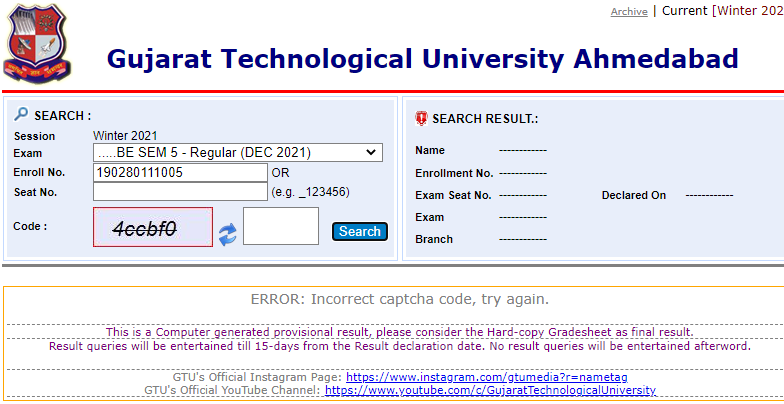 Archive | Current [Winter 202
Gujarat Technological University Ahmedabad
SEARCH :
Session Winter 2021
Exam .....BE SEM 5 - Regular (DEC 2021)
Enroll No. 190280111005 OR
Seat No. (e.g. _123456)
Code : 4ccbf0 Search
SEARCH RESULT.:
Name ------------
Enrollment No. ------------
Exam Seat No. ------------ Declared On ------------
Exam ------------
Branch ------------
ERROR: Incorrect captcha code, try again.
This is a Computer generated provisional result, please consider the Hard-copy Gradesheet as final result.
Result queries will be entertained till 15-days from the Result declaration date. No result queries will be entertained afterword.
GTU's Official Instagram Page: https://www.instagram.com/gtumedia?r=nametag
GTU's Official YouTube Channel: https://www.youtube.com/c/GujaratTechnologicalUniversity